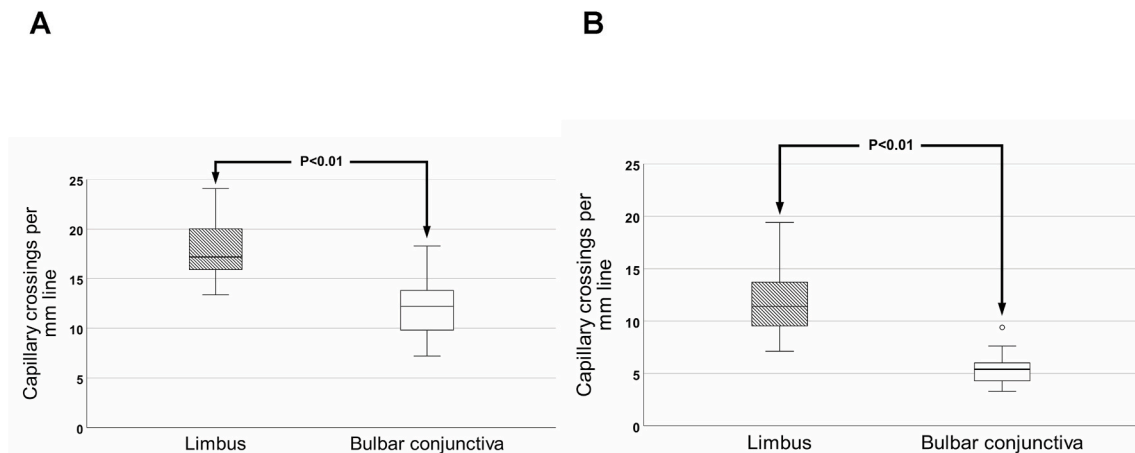 A
B
P<0.01
25
20
15
10
5
0
Capillary crossings per
mm line
Limbus
Bulbar conjunctiva
P<0.01
25
20
15
10
5
0
Capillary crossings per
mm line
Limbus
Bulbar conjunctiva